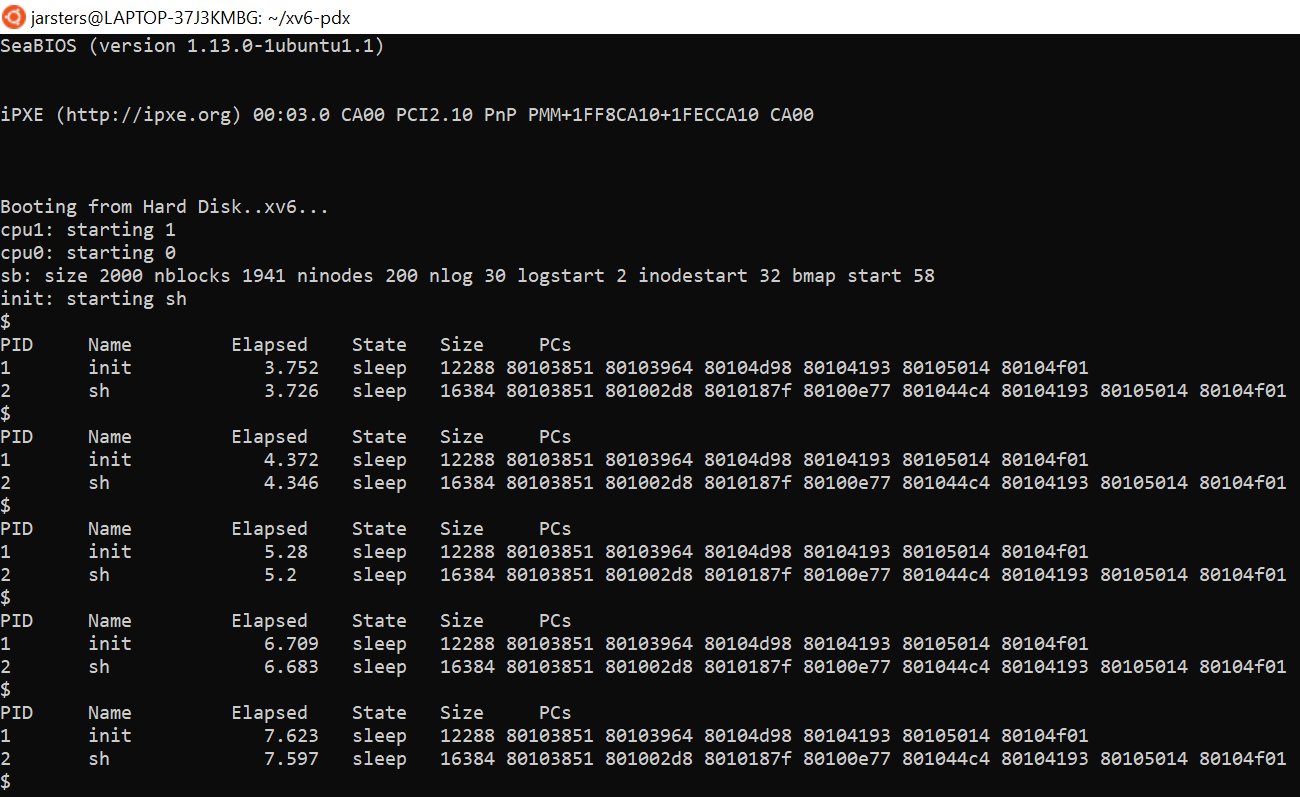 jarsters@LAPTOP-37J3KMBG: ~/xv6-pdx
SeaBIOS (version 1.13.0-1ubuntu1.1)
iPXE (http://ipxe.org) 00:03.0 CA00 PCI2.10 PnP PMM+1FF8CA10+1FECCA10 CA00
Booting from Hard Disk..xv6...
cpu1: starting 1
cpu0: starting 0
sb: size 2000 nblocks 1941 ninodes 200 nlog 30 logstart 2 inodestart 32 bmap start 58
init: starting sh
$
PID     Name         Elapsed    State   Size     PCs
1       init            3.752   sleep   12288 80103851 80103964 80104d98 80104193 80105014 80104f01
2       sh              3.726   sleep   16384 80103851 801002d8 8010187f 80100e77 801044c4 80104193 80105014 80104f01
$
PID     Name         Elapsed    State   Size     PCs
1       init            4.372   sleep   12288 80103851 80103964 80104d98 80104193 80105014 80104f01
2       sh              4.346   sleep   16384 80103851 801002d8 8010187f 80100e77 801044c4 80104193 80105014 80104f01
$
PID     Name         Elapsed    State   Size     PCs
1       init            5.28    sleep   12288 80103851 80103964 80104d98 80104193 80105014 80104f01
2       sh              5.2     sleep   16384 80103851 801002d8 8010187f 80100e77 801044c4 80104193 80105014 80104f01
$
PID     Name         Elapsed    State   Size     PCs
1       init            6.709   sleep   12288 80103851 80103964 80104d98 80104193 80105014 80104f01
2       sh              6.683   sleep   16384 80103851 801002d8 8010187f 80100e77 801044c4 80104193 80105014 80104f01
$
PID     Name         Elapsed    State   Size     PCs
1       init            7.623   sleep   12288 80103851 80103964 80104d98 80104193 80105014 80104f01
2       sh              7.597   sleep   16384 80103851 801002d8 8010187f 80100e77 801044c4 80104193 80105014 80104f01
$